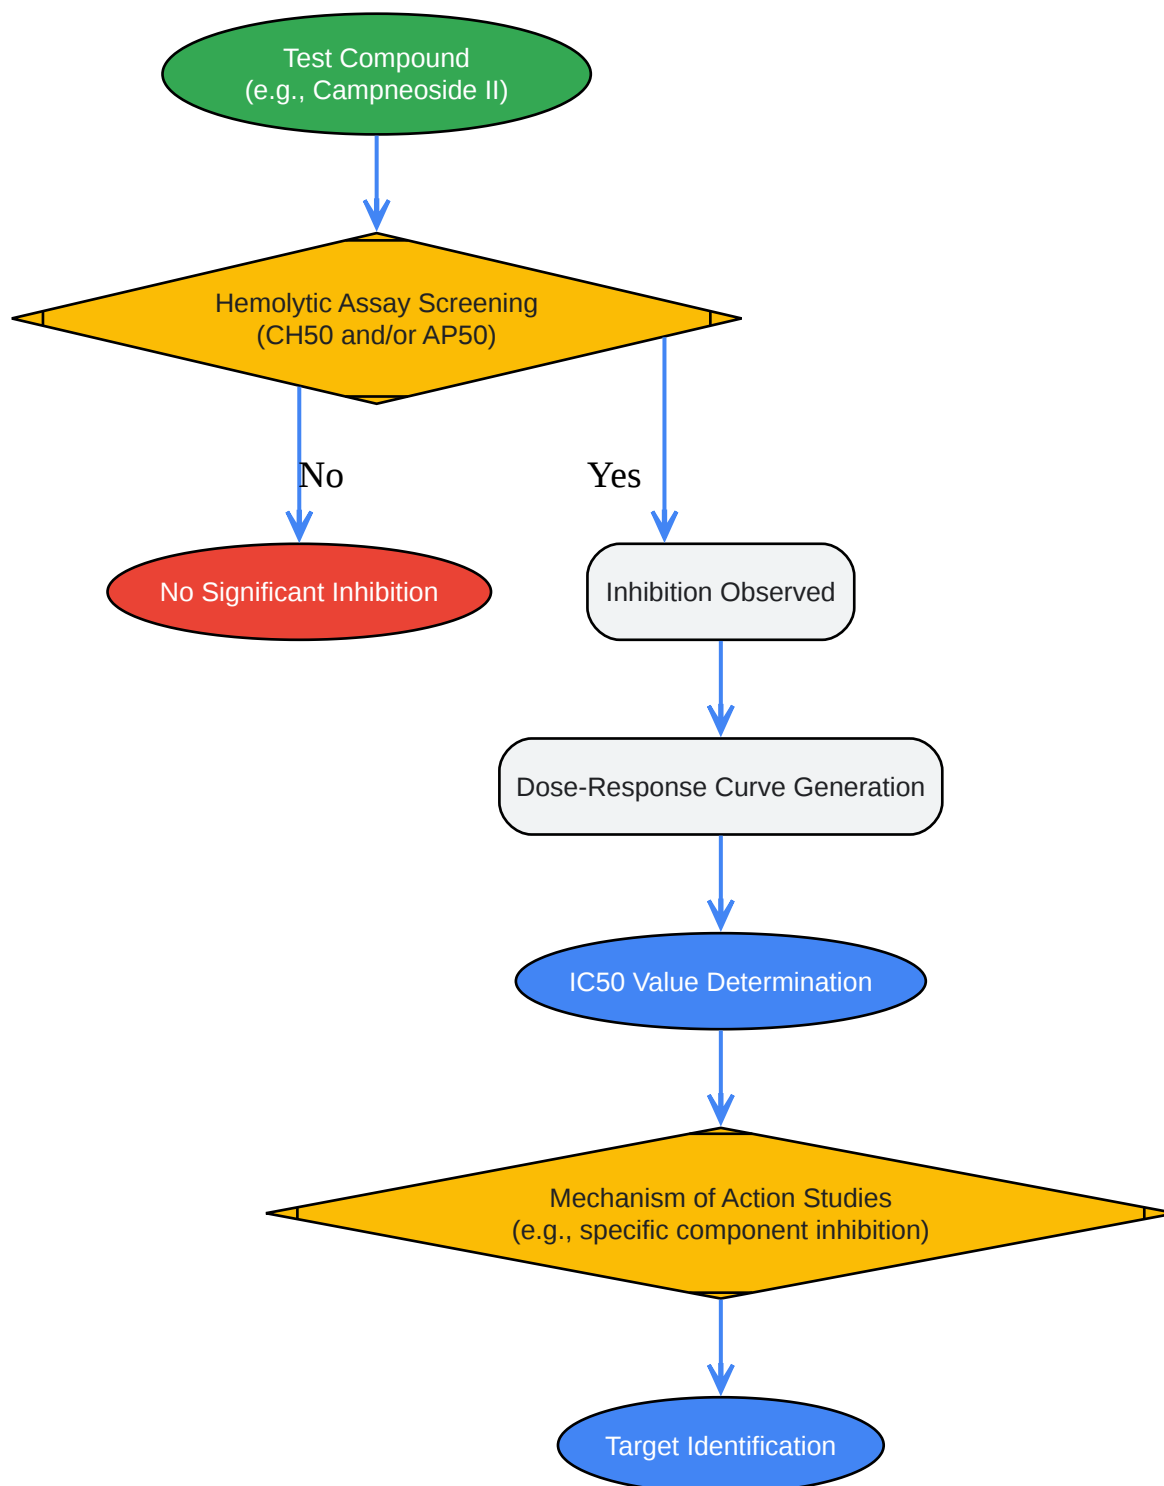 Test Compound
(e.g., Campneoside II)
Hemolytic Assay Screening
(CH50 and/or AP50)
No
Yes
No Significant Inhibition
Inhibition Observed
Dose-Response Curve Generation
IC50 Value Determination
Mechanism of Action Studies
(e.g., specific component inhibition)
Target Identification